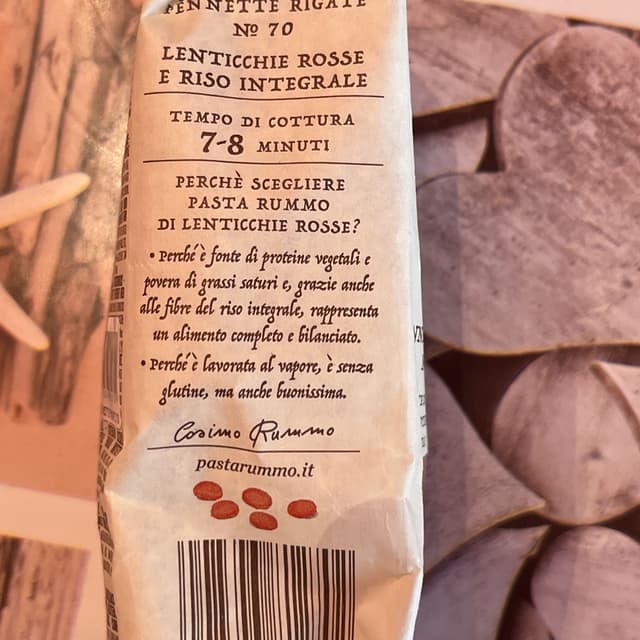 PENNETTE RIGATE
Nº 70
LENTICCHIE ROSSE
E RISO INTEGRALE
TEMPO DI COTTURA
7-8 MINUTI
PERCHÈ SCEGLIERE
PASTA RUMMO
DI LENTICCHIE ROSSE?
• Perché è fonte di proteine vegetali e
povera di grassi saturi e, grazie anche
alle fibre del riso integrale, rappresenta
un alimento completo e bilanciato.
• Perché è lavorata al vapore, è senza
glutine, ma anche buonissima.
Cosimo Rummo
pastarummo.it